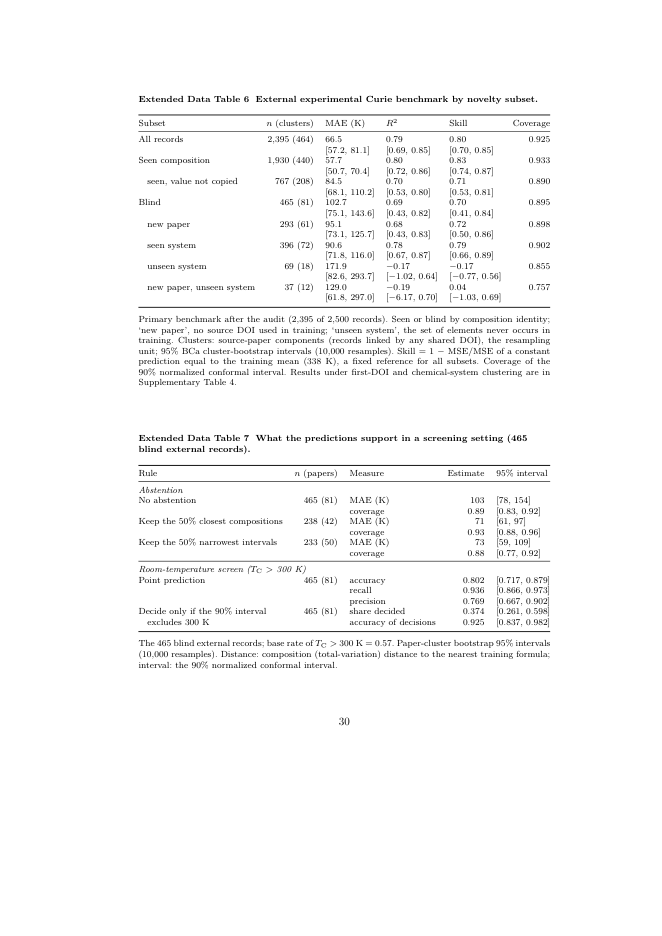 Extended Data Table 6 External experimental Curie benchmark by novelty subset.
Subset n (clusters) MAE (K) R² Skill Coverage
All records 2,395 (464) 66.5 0.79 0.80 0.925
[57.2, 81.1] [0.69, 0.85] [0.70, 0.85]
Seen composition 1,930 (440) 57.7 0.80 0.83 0.933
[50.7, 70.4] [0.72, 0.86] [0.74, 0.87]
seen, value not copied 767 (208) 84.5 0.70 0.71 0.890
[68.1, 110.2] [0.53, 0.80] [0.53, 0.81]
Blind 465 (81) 102.7 0.69 0.70 0.895
[75.1, 143.6] [0.43, 0.82] [0.41, 0.84]
new paper 293 (61) 95.1 0.68 0.72 0.898
[73.1, 125.7] [0.43, 0.83] [0.50, 0.86]
seen system 396 (72) 90.6 0.78 0.79 0.902
[71.8, 116.0] [0.67, 0.87] [0.66, 0.89]
unseen system 69 (18) 171.9 −0.17 −0.17 0.855
[82.6, 293.7] [−1.02, 0.64] [−0.77, 0.56]
new paper, unseen system 37 (12) 129.0 −0.19 0.04 0.757
[61.8, 297.0] [−6.17, 0.70] [−1.03, 0.69]
Primary benchmark after the audit (2,395 of 2,500 records). Seen or blind by composition identity;
‘new paper’, no source DOI used in training; ‘unseen system’, the set of elements never occurs in
training. Clusters: source-paper components (records linked by any shared DOI), the resampling
unit; 95% BCa cluster-bootstrap intervals (10,000 resamples). Skill = 1 − MSE/MSE of a constant
prediction equal to the training mean (338 K), a fixed reference for all subsets. Coverage of the
90% normalized conformal interval. Results under first-DOI and chemical-system clustering are in
Supplementary Table 4.
Extended Data Table 7 What the predictions support in a screening setting (465
blind external records).
Rule n (papers) Measure Estimate 95% interval
Abstention
No abstention 465 (81) MAE (K) 103 [78, 154]
coverage 0.89 [0.83, 0.92]
Keep the 50% closest compositions 238 (42) MAE (K) 71 [61, 97]
coverage 0.93 [0.88, 0.96]
Keep the 50% narrowest intervals 233 (50) MAE (K) 73 [59, 109]
coverage 0.88 [0.77, 0.92]
Room-temperature screen (TC > 300 K)
Point prediction 465 (81) accuracy 0.802 [0.717, 0.879]
recall 0.936 [0.866, 0.973]
precision 0.769 [0.667, 0.902]
Decide only if the 90% interval 465 (81) share decided 0.374 [0.261, 0.598]
excludes 300 K accuracy of decisions 0.925 [0.837, 0.982]
The 465 blind external records; base rate of TC > 300 K = 0.57. Paper-cluster bootstrap 95% intervals
(10,000 resamples). Distance: composition (total-variation) distance to the nearest training formula;
interval: the 90% normalized conformal interval.
30